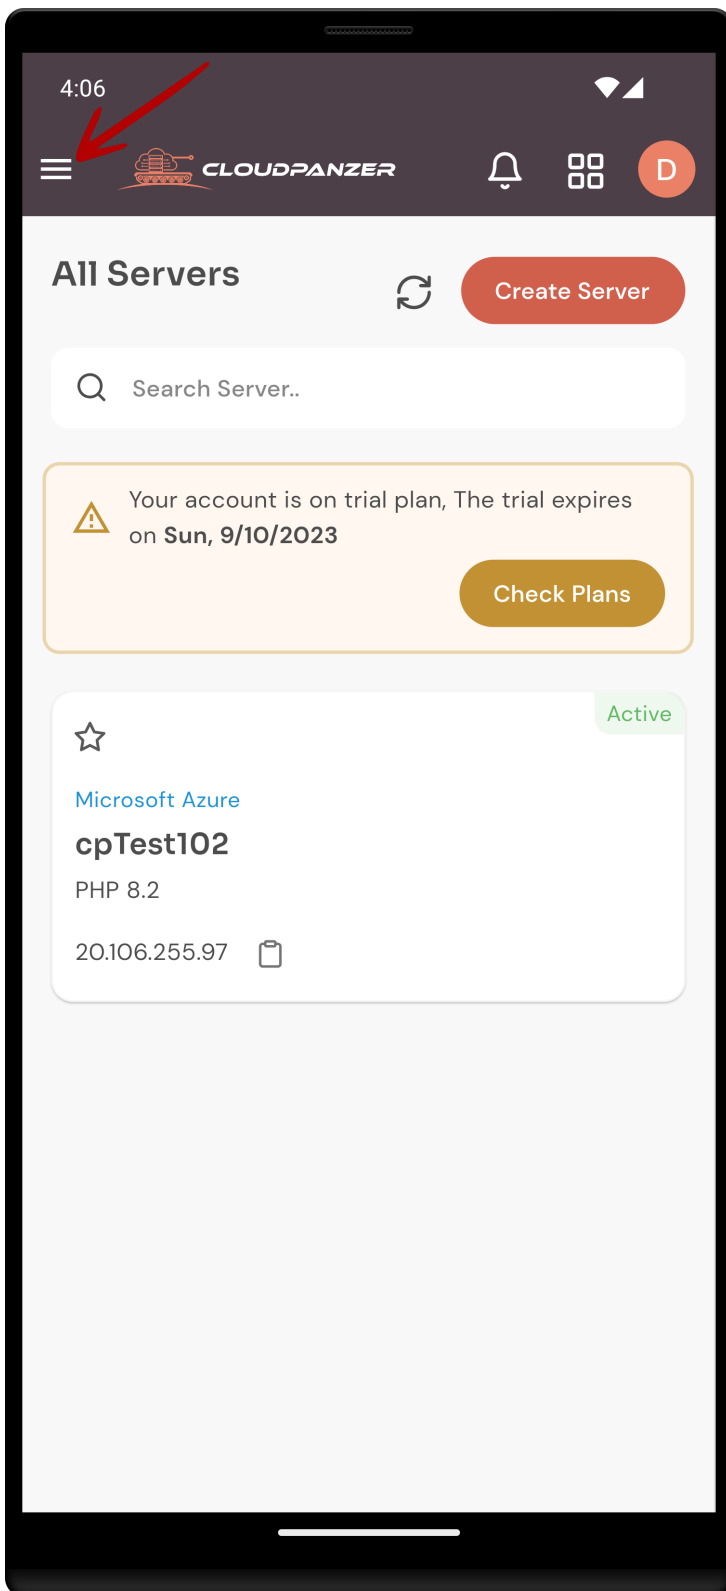 4:06
CLOUDPANZER
D
All Servers
Create Server
Search Server..
Your account is on trial plan, The trial expires
on Sun, 9/10/2023
Check Plans
Active
Microsoft Azure
cpTest102
PHP 8.2
20.106.255.97